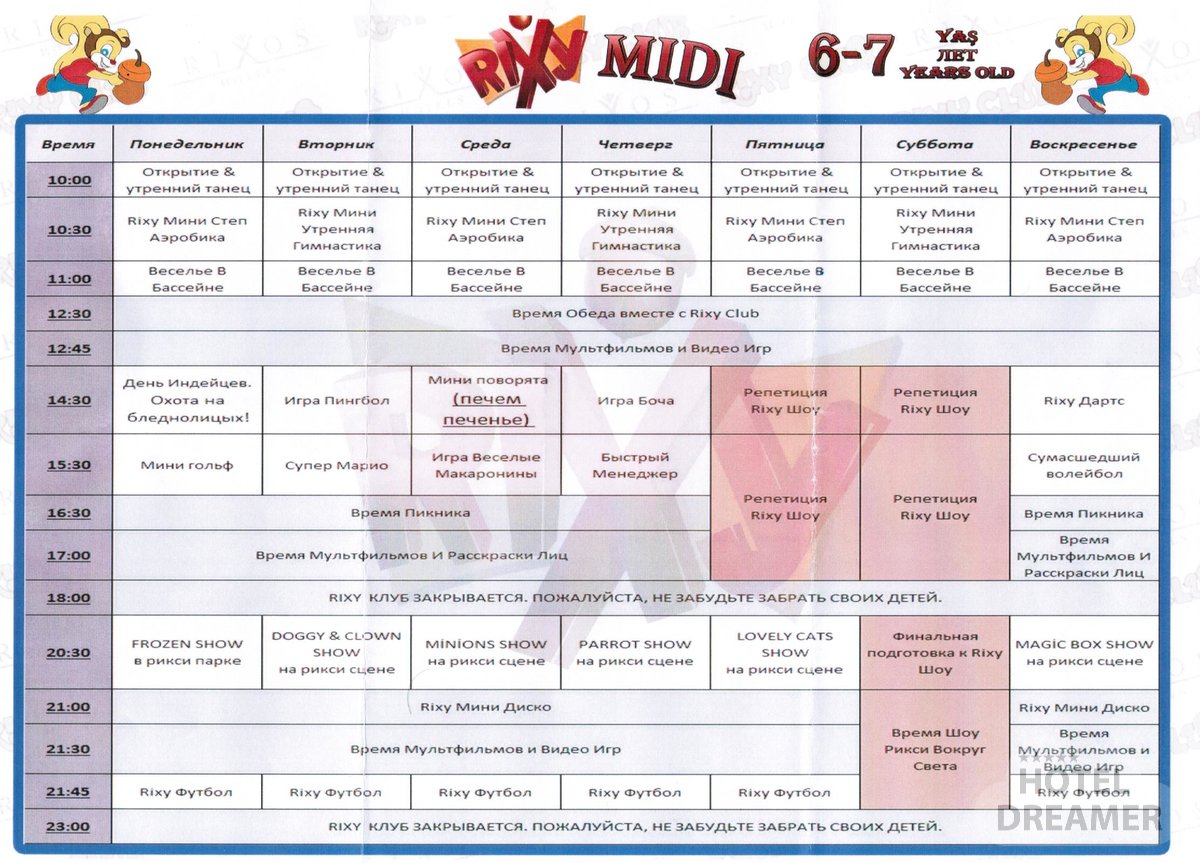 RIXY MIDI 6-7 YAŞ
ЛЕТ
YEARS OLD
Время Понедельник Вторник Среда Четверг Пятница Суббота Воскресенье
10:00
Открытие &
утренний танец
Открытие &
утренний танец
Открытие &
утренний танец
Открытие &
утренний танец
Открытие &
утренний танец
Открытие &
утренний танец
Открытие &
утренний танец
10:30
Rixy Мини Степ
Аэробика
Rixy Мини
Утренняя
Гимнастика
Rixy Мини Степ
Аэробика
Rixy Мини
Утренняя
Гимнастика
Rixy Мини Степ
Аэробика
Rixy Мини
Утренняя
Гимнастика
Rixy Мини Степ
Аэробика
11:00
Веселье В
Бассейне
Веселье В
Бассейне
Веселье В
Бассейне
Веселье В
Бассейне
Веселье В
Бассейне
Веселье В
Бассейне
Веселье В
Бассейне
12:30 Время Обеда вместе с Rixy Club
12:45 Время Мультфильмов и Видео Игр
14:30
День Индейцев.
Охота на
бледнолицых!
Игра Пингбол
Мини поворята
(печем
печенье)
Игра Боча
Репетиция
Rixy Шоу
Репетиция
Rixy Шоу
Rixy Дартс
15:30
Мини гольф
Супер Марио
Игра Веселые
Макаронины
Быстрый
Менеджер
Репетиция
Rixy Шоу
Репетиция
Rixy Шоу
Сумасшедший
волейбол
16:30 Время Пикника
Время Пикника
17:00 Время Мультфильмов И Расскраски Лиц
Время
Мультфильмов И
Расскраски Лиц
18:00 RIXY КЛУБ ЗАКРЫВАЕТСЯ. ПОЖАЛУЙСТА, НЕ ЗАБУДЬТЕ ЗАБРАТЬ СВОИХ ДЕТЕЙ.
20:30
FROZEN SHOW
в рикси парке
DOGGY & CLOWN
SHOW
на рикси сцене
MİNİONS SHOW
на рикси сцене
PARROT SHOW
на рикси сцене
LOVELY CATS
SHOW
на рикси сцене
Финальная
подготовка к Rixy
Шоу
MAGİC BOX SHOW
на рикси сцене
21:00 Rixy Мини Диско
Время Шоу
Рикси Вокруг
Света
Rixy Мини Диско
21:30 Время Мультфильмов и Видео Игр
Время
Мультфильмов и
Видео Игр
21:45 Rixy Футбол Rixy Футбол Rixy Футбол Rixy Футбол Rixy Футбол Rixy Футбол
23:00 RIXY КЛУБ ЗАКРЫВАЕТСЯ. ПОЖАЛУЙСТА, НЕ ЗАБУДЬТЕ ЗАБРАТЬ СВОИХ ДЕТЕЙ.
HOTEL
DREAMER